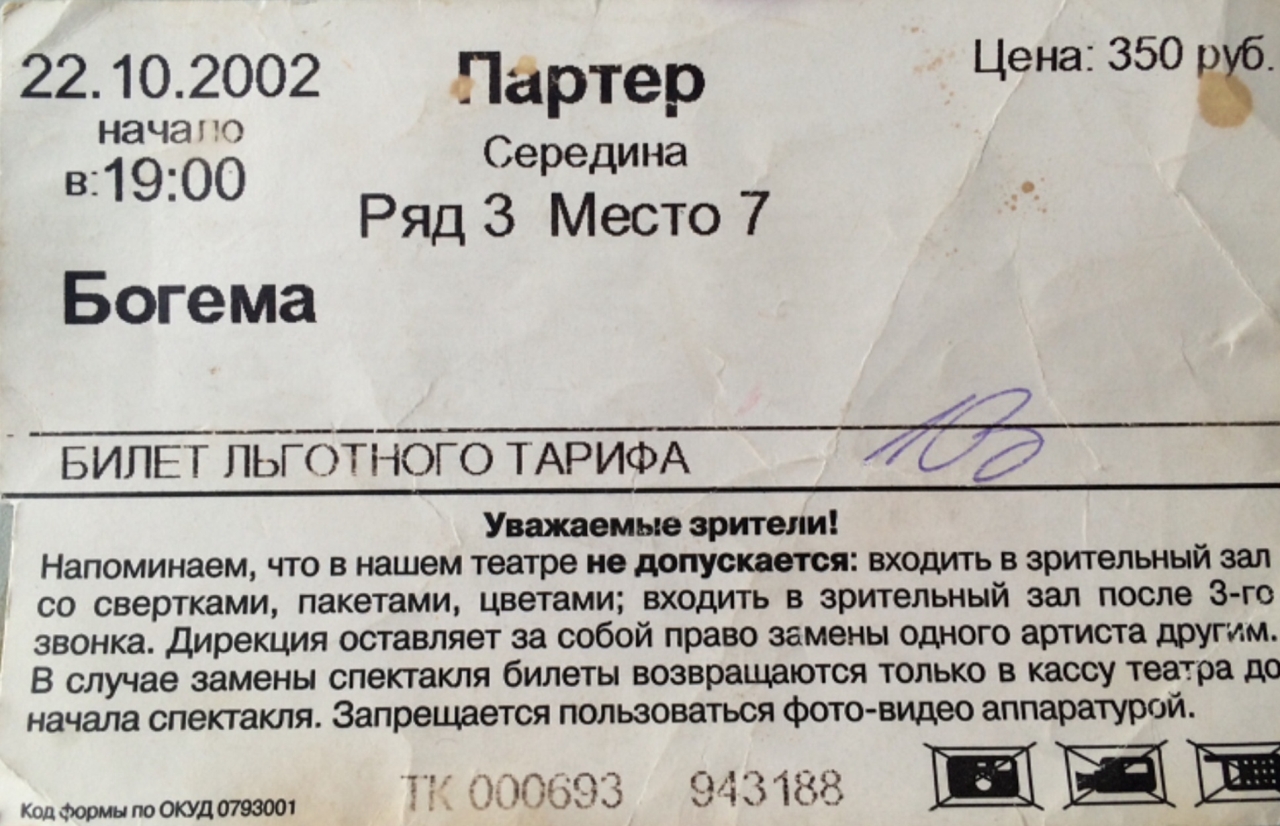 22.10.2002
начало
в:19:00
Партер
Середина
Ряд 3 Место 7
Цена: 350 руб.
Богема
БИЛЕТ ЛЬГОТНОГО ТАРИФА
Уважаемые зрители!
Напоминаем, что в нашем театре не допускается: входить в зрительный зал
со свертками, пакетами, цветами; входить в зрительный зал после 3-го
звонка. Дирекция оставляет за собой право замены одного артиста другим.
В случае замены спектакля билеты возвращаются только в кассу театра до
начала спектакля. Запрещается пользоваться фото-видео аппаратурой.
ТК 000693 943188
Код формы по ОКУД 0793001